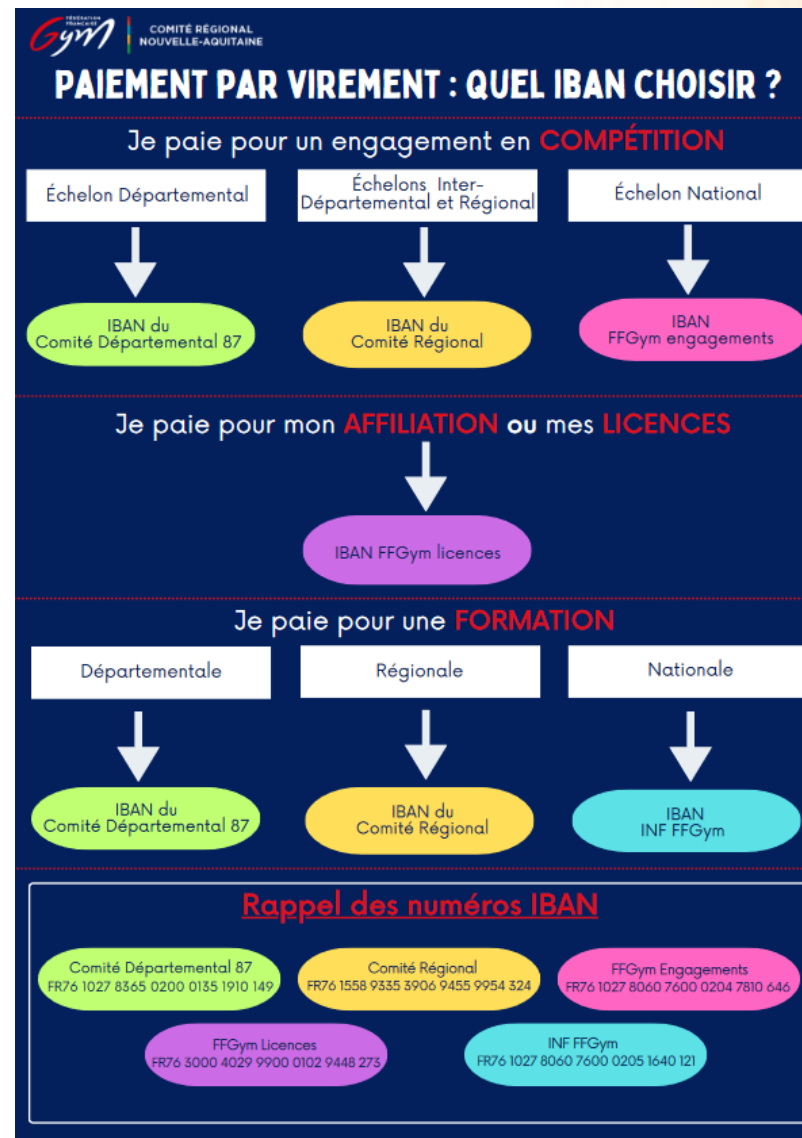 FÉDÉRATION
FRANÇAISE
Gym
COMITÉ RÉGIONAL
NOUVELLE-AQUITAINE
PAIEMENT PAR VIREMENT : QUEL IBAN CHOISIR ?
Je paie pour un engagement en COMPÉTITION
Échelon Départemental
Échelons Inter-
Départemental et Régional
Échelon National
IBAN du
Comité Départemental 87
IBAN du
Comité Régional
IBAN
FFGym engagements
Je paie pour mon AFFILIATION ou mes LICENCES
IBAN FFGym licences
Je paie pour une FORMATION
Départementale
Régionale
Nationale
IBAN du
Comité Départemental 87
IBAN du
Comité Régional
IBAN
INF FFGym
Rappel des numéros IBAN
Comité Départemental 87
FR76 1027 8365 0200 0135 1910 149
Comité Régional
FR76 1558 9335 3906 9455 9954 324
FFGym Engagements
FR76 1027 8060 7600 0204 7810 646
FFGym Licences
FR76 3000 4029 9900 0102 9448 273
INF FFGym
FR76 1027 8060 7600 0205 1640 121